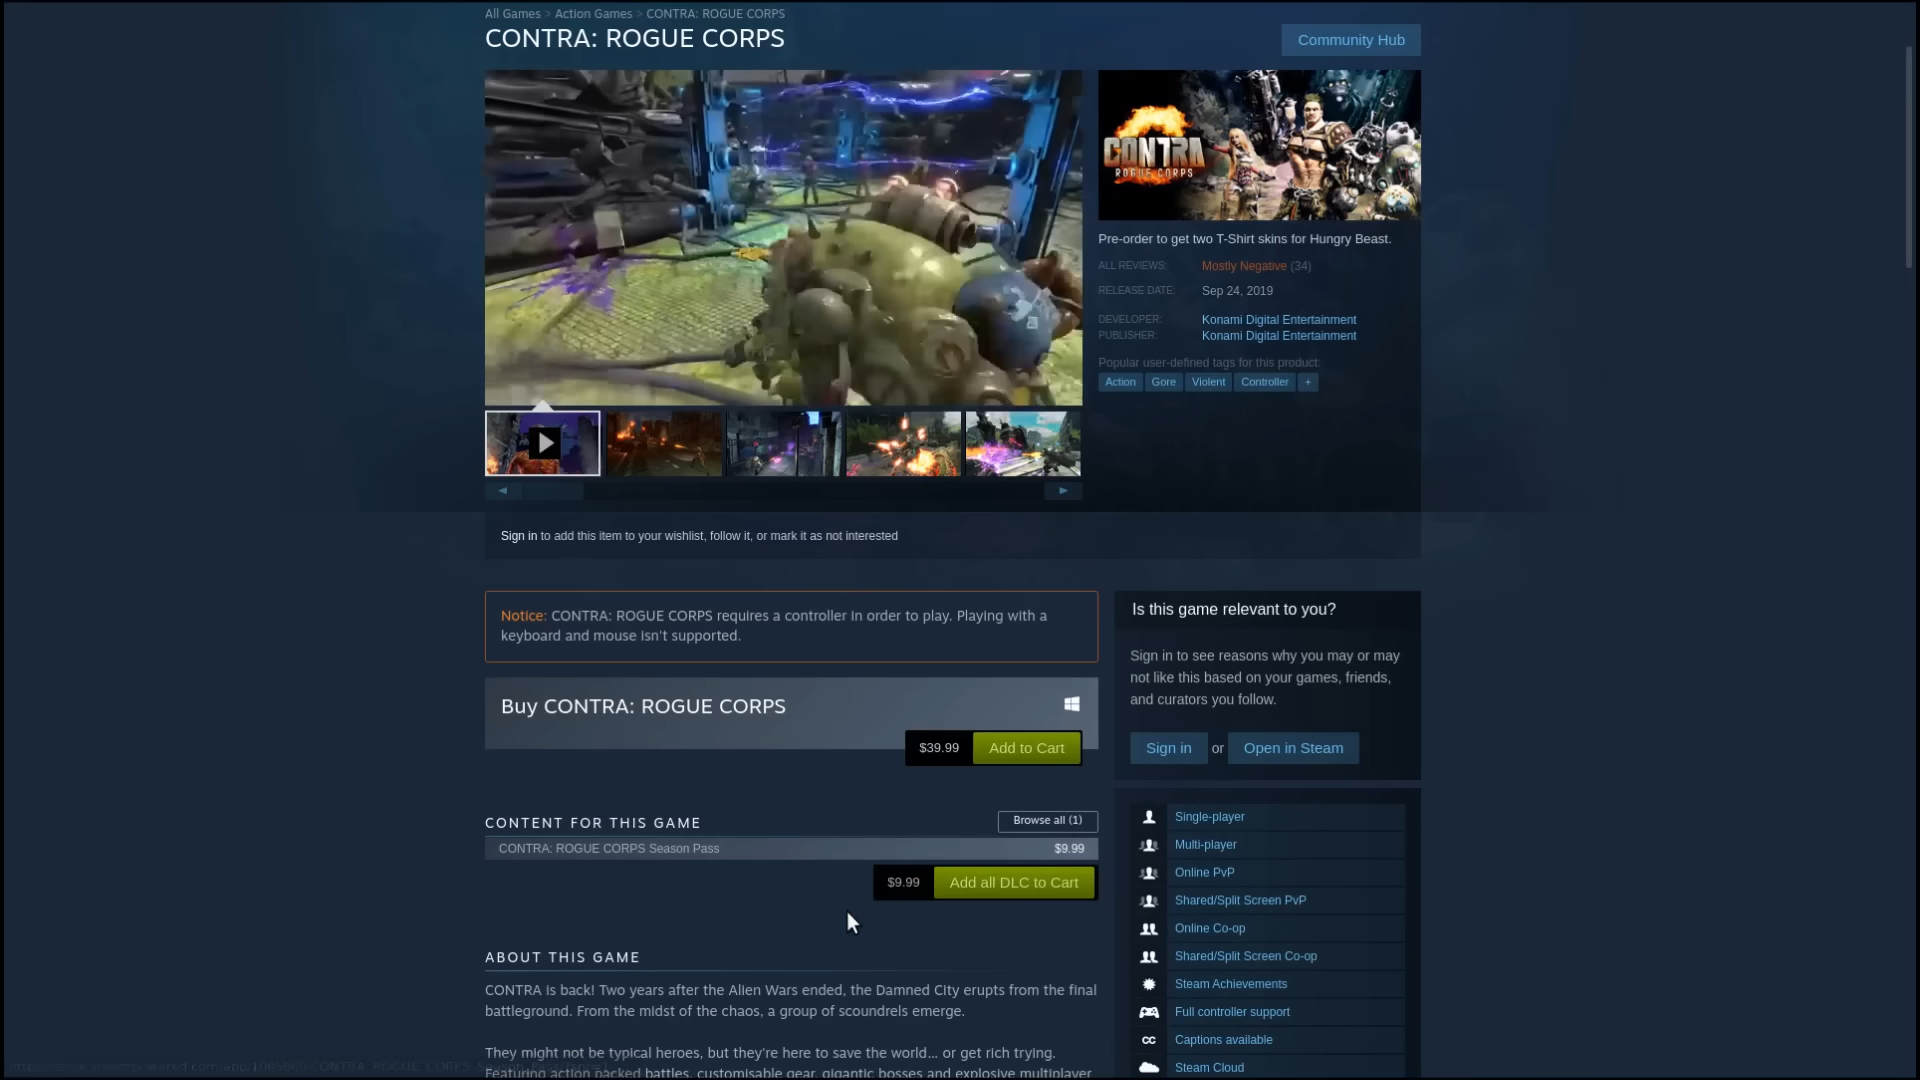 All Games > Action Games > CONTRA: ROGUE CORPS
CONTRA: ROGUE CORPS
Community Hub
CONTRA
ROGUE CORPS
Pre-order to get two T-Shirt skins for Hungry Beast.
ALL REVIEWS: Mostly Negative (34)
RELEASE DATE: Sep 24, 2019
DEVELOPER: Konami Digital Entertainment
PUBLISHER: Konami Digital Entertainment
Popular user-defined tags for this product:
Action Gore Violent Controller +
Sign in to add this item to your wishlist, follow it, or mark it as not interested
Notice: CONTRA: ROGUE CORPS requires a controller in order to play. Playing with a
keyboard and mouse isn't supported.
Buy CONTRA: ROGUE CORPS
$39.99 Add to Cart
CONTENT FOR THIS GAME Browse all (1)
CONTRA: ROGUE CORPS Season Pass $9.99
$9.99 Add all DLC to Cart
ABOUT THIS GAME
CONTRA is back! Two years after the Alien Wars ended, the Damned City erupts from the final
battleground. From the midst of the chaos, a group of scoundrels emerge.
They might not be typical heroes, but they're here to save the world... or get rich trying.
Featuring action packed battles, customisable gear, gigantic bosses and explosive multiplayer
Is this game relevant to you?
Sign in to see reasons why you may or may
not like this based on your games, friends,
and curators you follow.
Sign in or Open in Steam
Single-player
Multi-player
Online PvP
Shared/Split Screen PvP
Online Co-op
Shared/Split Screen Co-op
Steam Achievements
Full controller support
CC Captions available
Steam Cloud